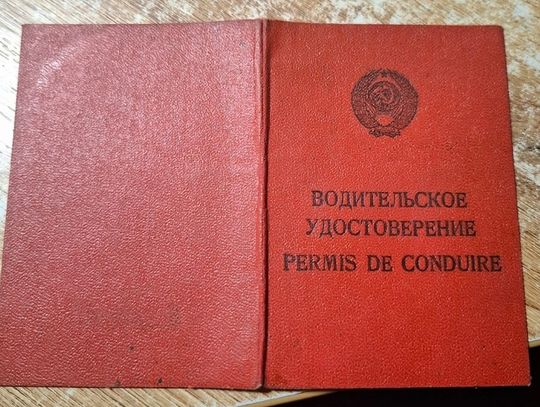 ВОДИТЕЛЬСКОЕ
УДОСТОВЕРЕНИЕ
PERMIS DE CONDUIRE